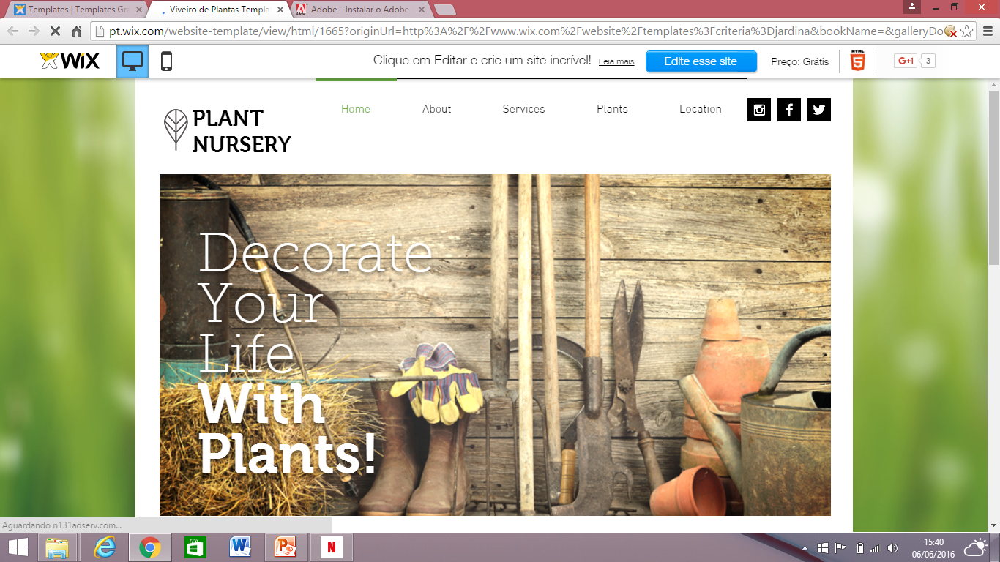 Templates | Templates Gra
Viveiro de Plantas Templa
Adobe - Instalar o Adobe
pt.wix.com/website-template/view/html/1665?originUrl=http%3A%2F%2Fwww.wix.com%2Fwebsite%2Ftemplates%3Fcriteria%3Djardina&bookName=&galleryDo
WiX
Clique em Editar e crie um site incrível!
Leia mais
Edite esse site
Preço: Grátis
HTML
5
G+1
3
PLANT
NURSERY
Home
About
Services
Plants
Location
Decorate
Your
Life
With
Plants!
Aguardando n131adserv.com...
15:40
06/06/2016